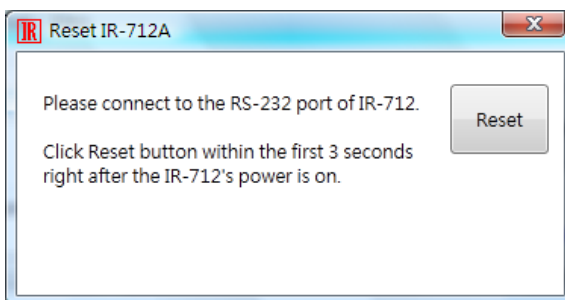 IR Reset IR-712A
X
Please connect to the RS-232 port of IR-712.
Reset
Click Reset button within the first 3 seconds
right after the IR-712's power is on.